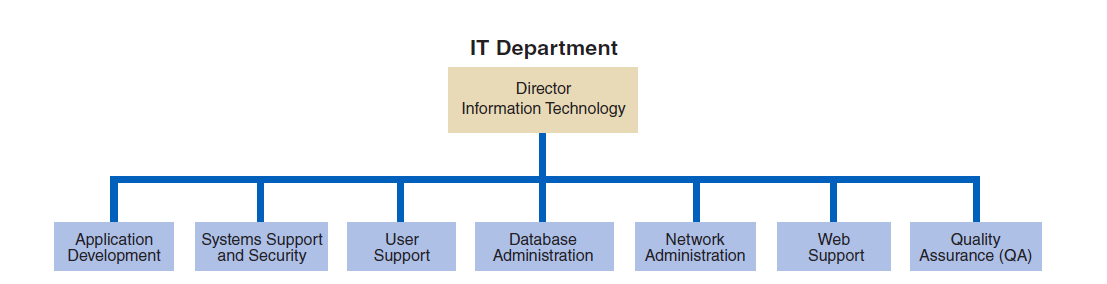 IT Department
Director
Information Technology
Application
Development
Systems Support
and Security
User
Support
Database
Administration
Network
Administration
Web
Support
Quality
Assurance (QA)